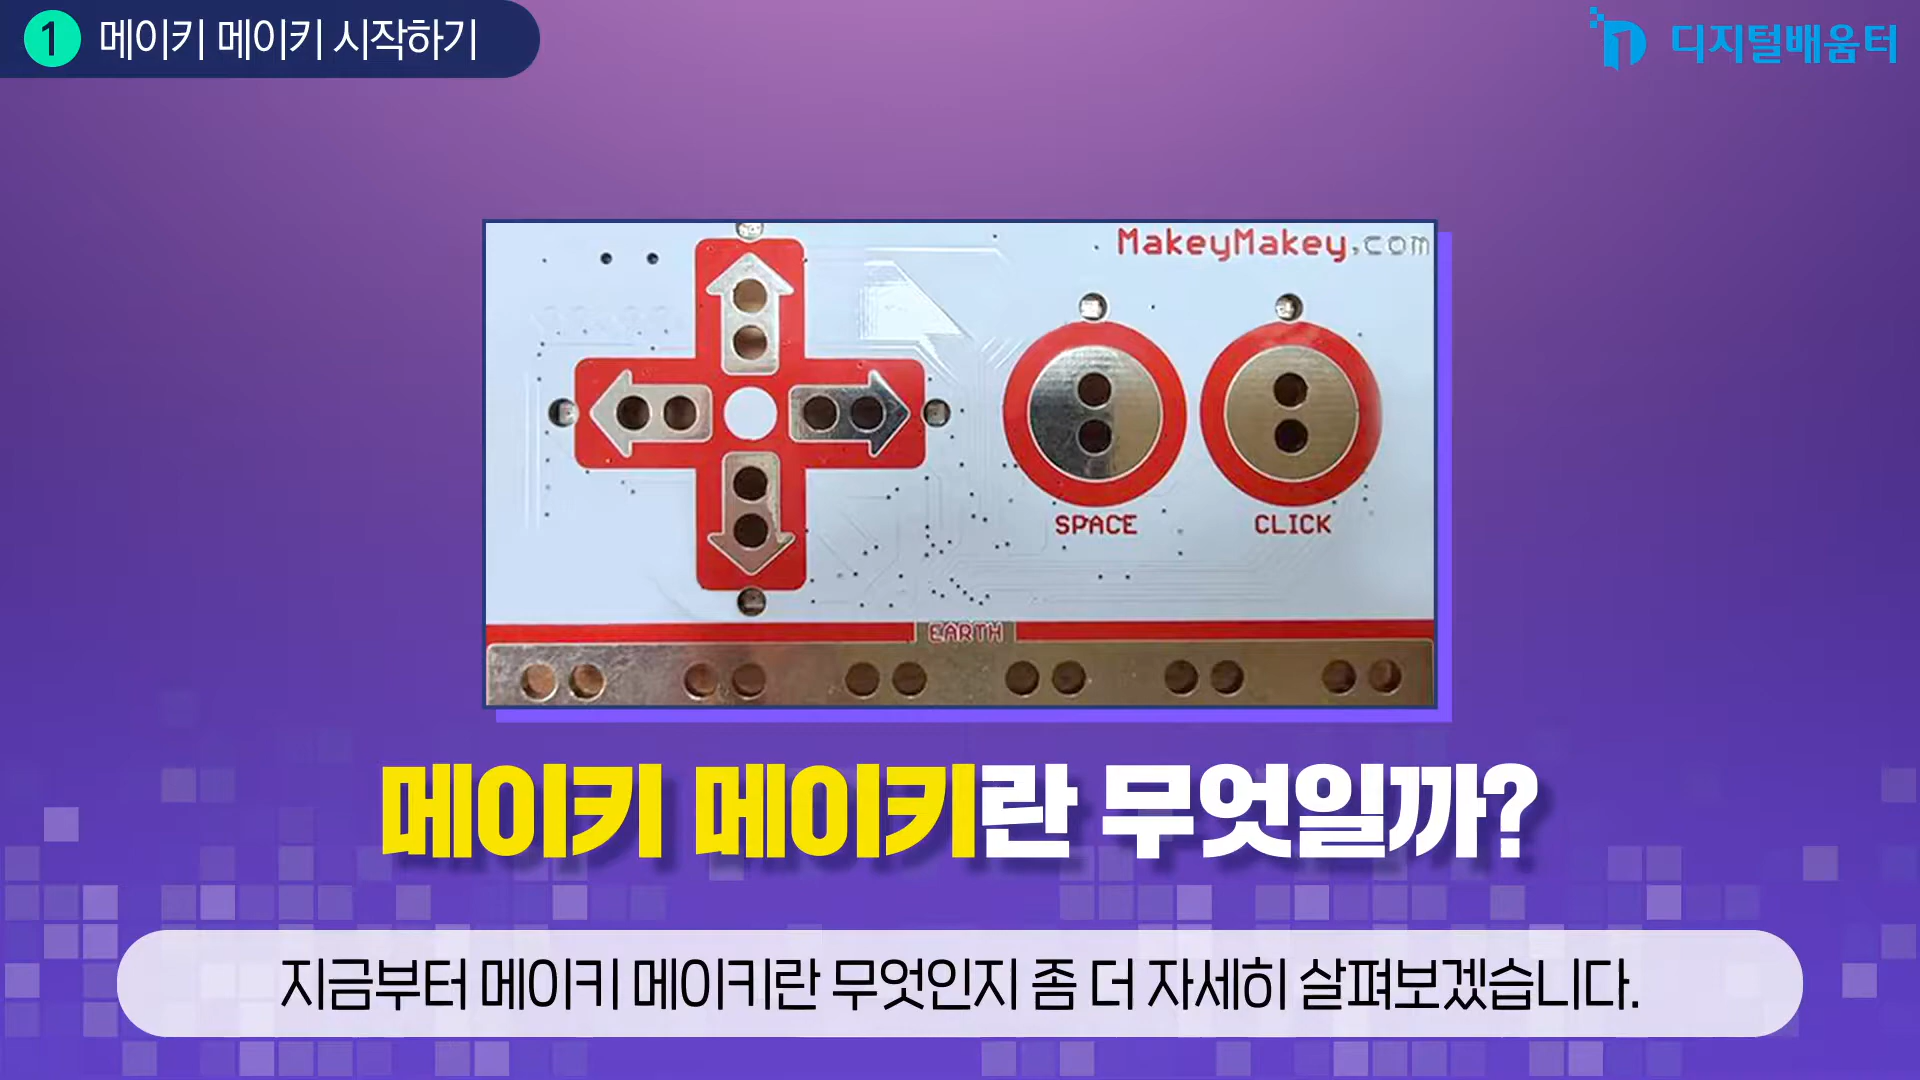 1 메이키 메이키 시작하기
디지털배움터
MakeyMakey.com
SPACE
CLICK
EARTH
메이키 메이키란 무엇일까?
지금부터 메이키 메이키란 무엇인지 좀 더 자세히 살펴보겠습니다.